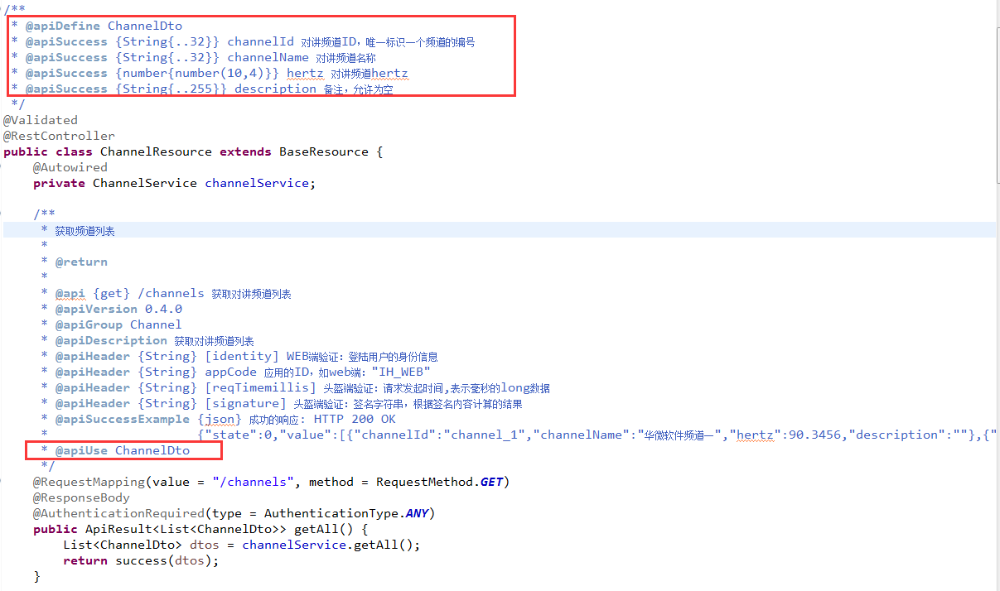 /**
 * @apiDefine ChannelDto
 * @apiSuccess {String{..32}} channelId 对讲频道ID，唯一标识一个频道的编号
 * @apiSuccess {String{..32}} channelName 对讲频道名称
 * @apiSuccess {number{number(10,4)}} hertz 对讲频道hertz
 * @apiSuccess {String{..255}} description 备注，允许为空
 */
@Validated
@RestController
public class ChannelResource extends BaseResource {
    @Autowired
    private ChannelService channelService;

    /**
     * 获取频道列表
     *
     * @return
     *
     * @api {get} /channels 获取对讲频道列表
     * @apiVersion 0.4.0
     * @apiGroup Channel
     * @apiDescription 获取对讲频道列表
     * @apiHeader {String} [identity] WEB端验证：登陆用户的身份信息
     * @apiHeader {String} appCode 应用的ID，如web端："IH_WEB"
     * @apiHeader {String} [reqTimemillis] 头盔端验证：请求发起时间,表示毫秒的long数据
     * @apiHeader {String} [signature] 头盔端验证：签名字符串，根据签名内容计算的结果
     * @apiSuccessExample {json} 成功的响应: HTTP 200 OK
     *                    {"state":0,"value":[{"channelId":"channel_1","channelName":"华微软件频道一","hertz":90.3456,"description":""},{"
     * @apiUse ChannelDto
     */
    @RequestMapping(value = "/channels", method = RequestMethod.GET)
    @ResponseBody
    @AuthenticationRequired(type = AuthenticationType.ANY)
    public ApiResult<List<ChannelDto>> getAll() {
        List<ChannelDto> dtos = channelService.getAll();
        return success(dtos);
    }